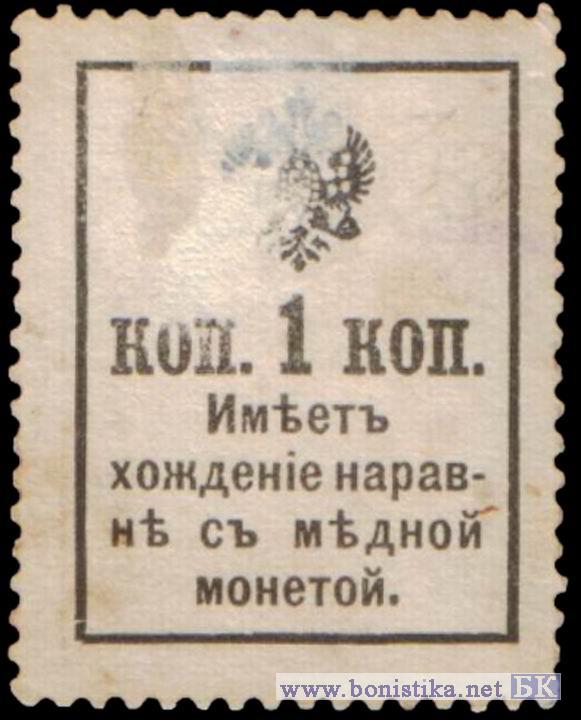 коп. 1 коп.
Имѣетъ
хожденіе нарав-
нѣ съ мѣдной
монетой.
www.bonistika.net БК